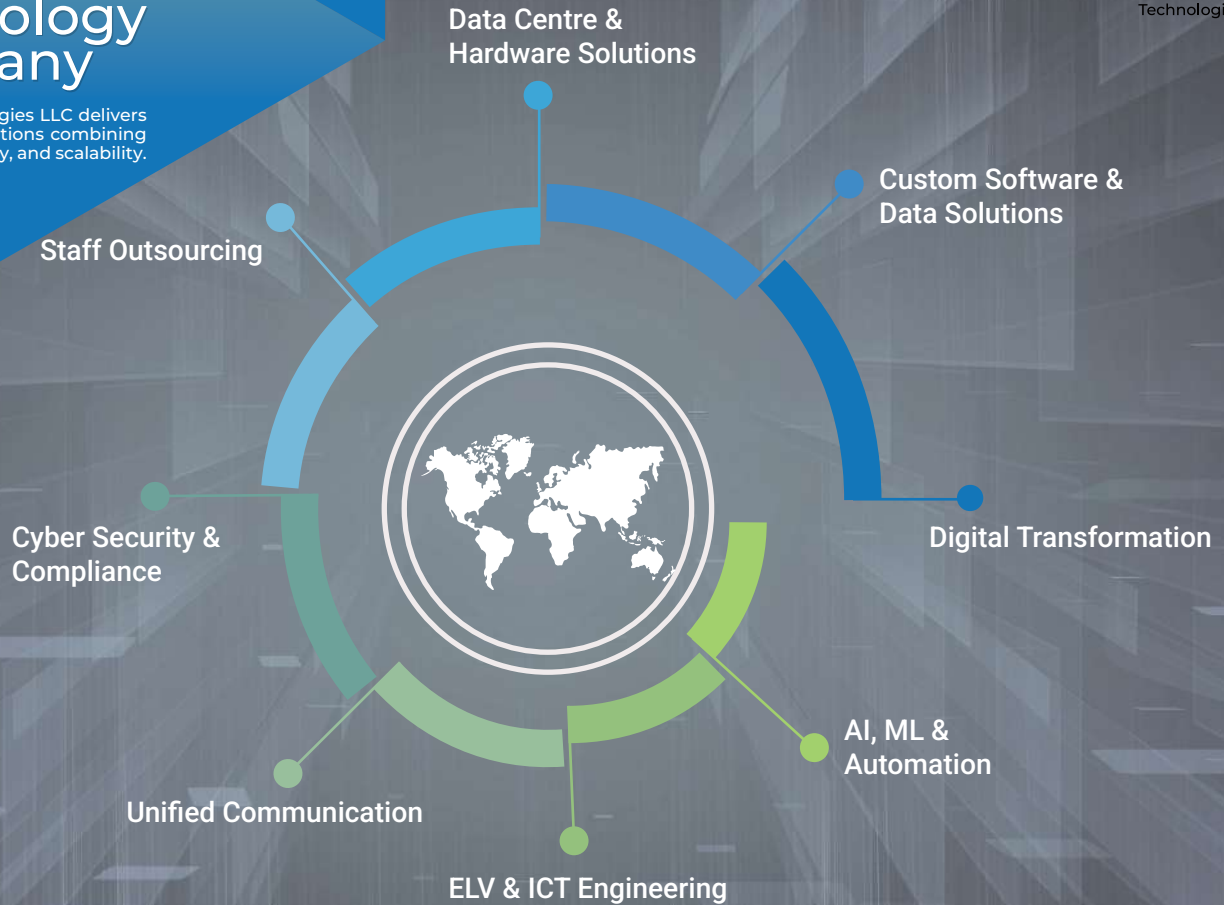 ology
any
gies LLC delivers
tions combining
y, and scalability.
Technologi
Data Centre &
Hardware Solutions
Custom Software &
Data Solutions
Staff Outsourcing
Cyber Security &
Compliance
Digital Transformation
AI, ML &
Automation
Unified Communication
ELV & ICT Engineering